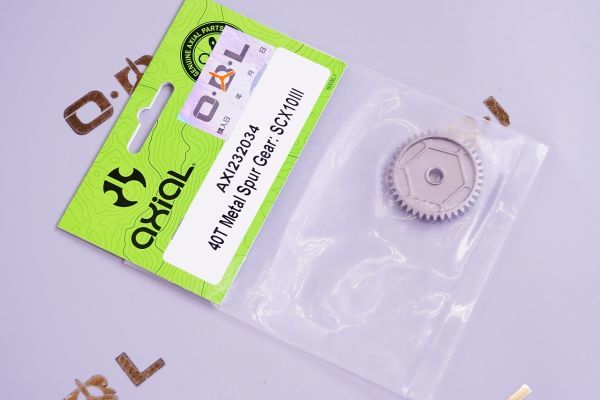 GENUINE AXIAL PARTS
O·B·L
購入日 年 月 日
AXIAL
AXI232034
40T Metal Spur Gear: SCX10III
O·B
B L